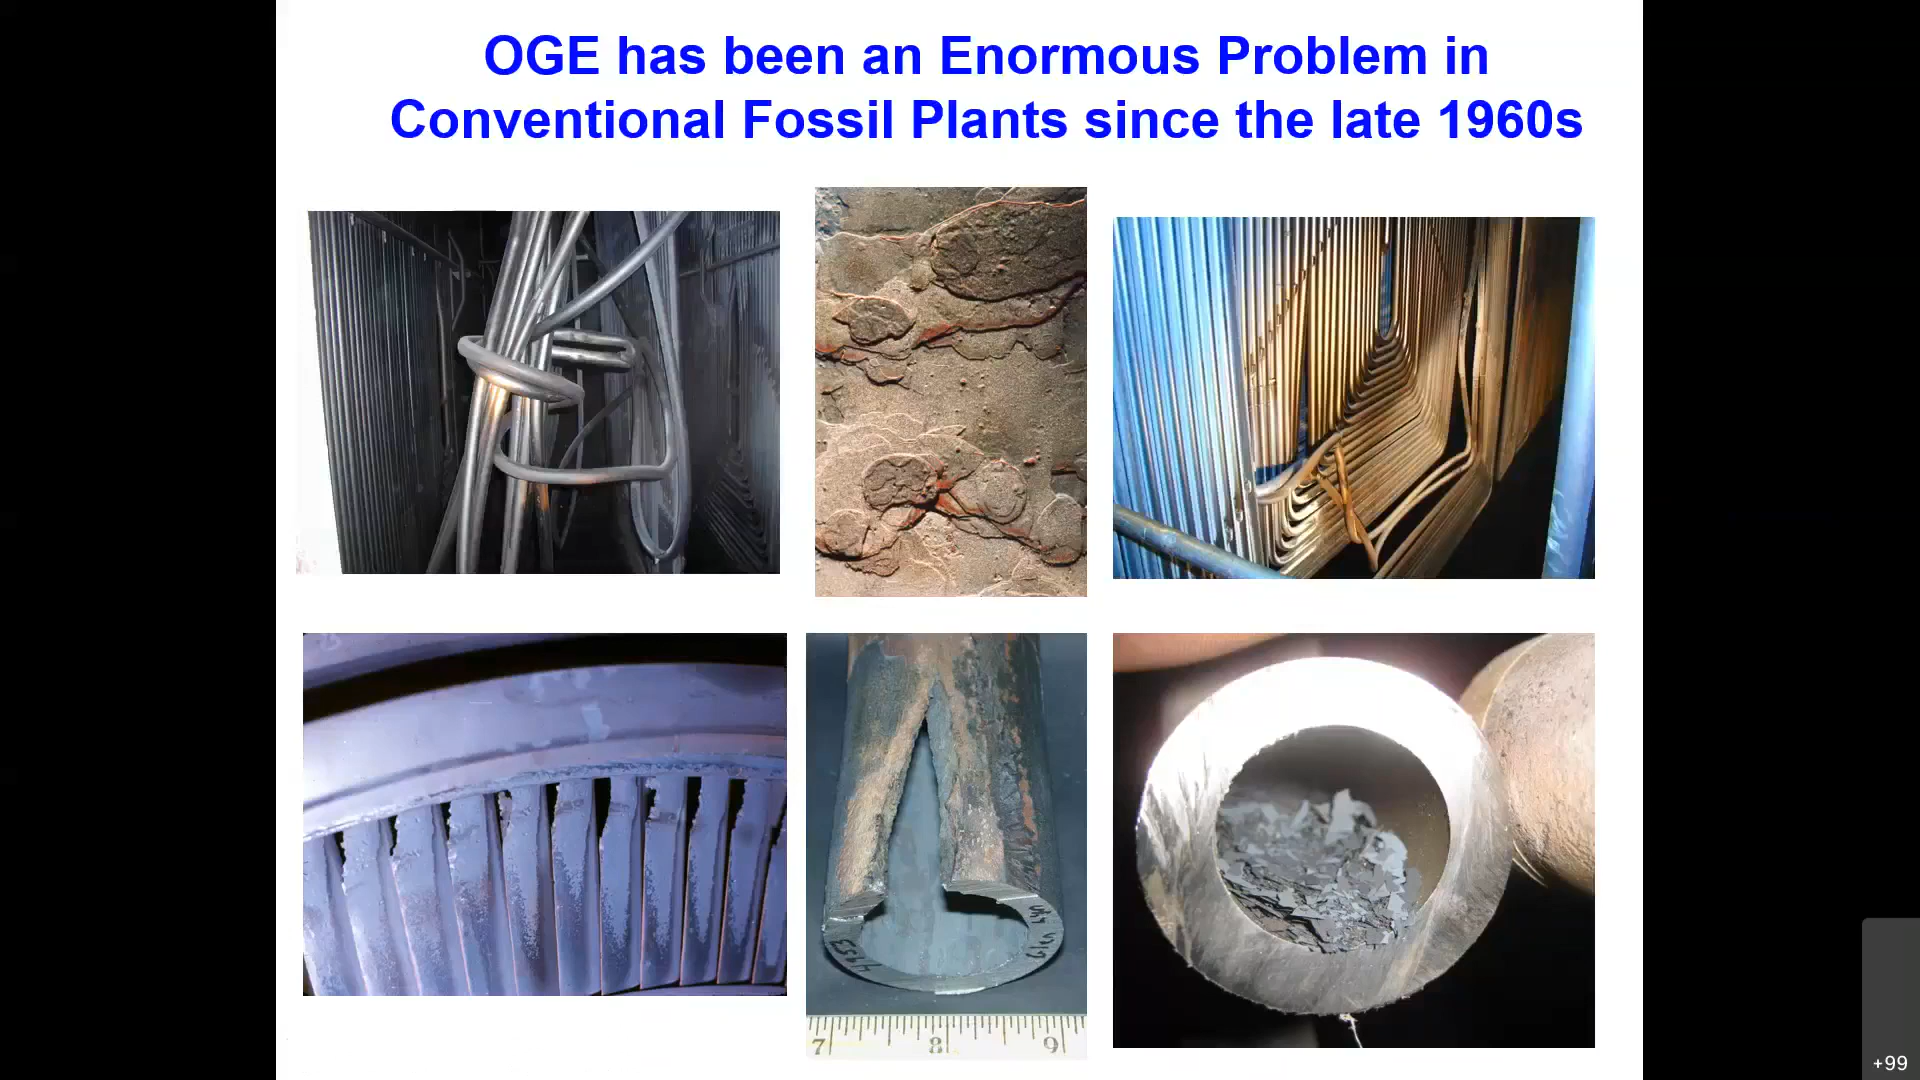 OGE has been an Enormous Problem in
Conventional Fossil Plants since the late 1960s
7 8 9
+99